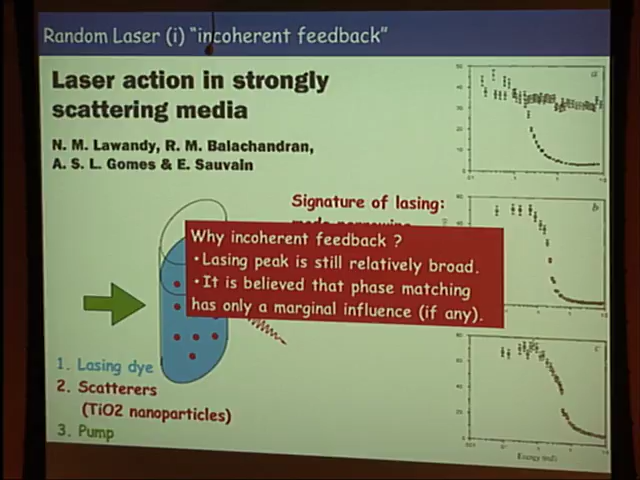 Random Laser (i) "incoherent feedback"
Laser action in strongly
scattering media
N. M. Lawandy, R. M. Balachandran,
A. S. L. Gomes & E. Sauvain
Signature of lasing:
Why incoherent feedback ?
•Lasing peak is still relatively broad.
•It is believed that phase matching
has only a marginal influence (if any).
1. Lasing dye
2. Scatterers
(TiO2 nanoparticles)
3. Pump
a
b
c